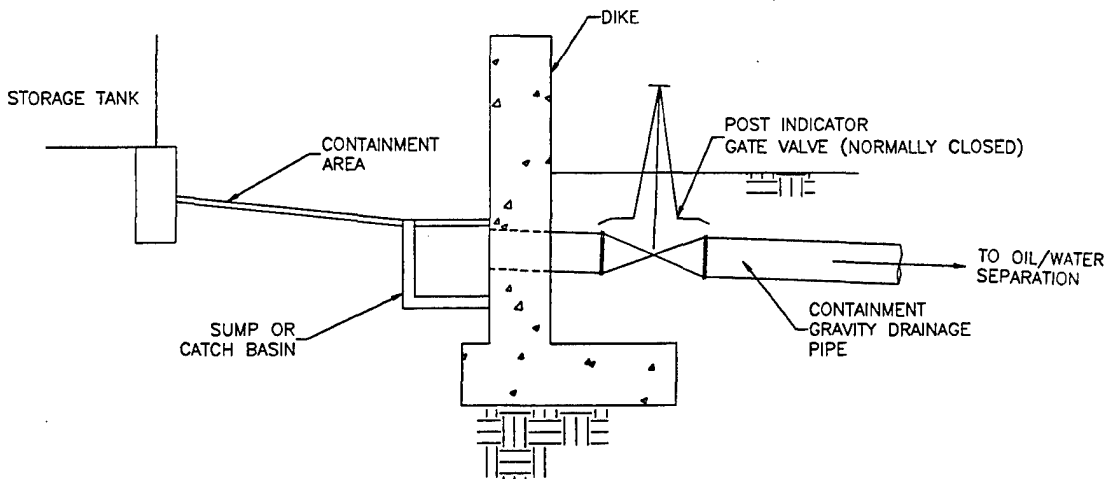 DIKE
STORAGE TANK
CONTAINMENT
AREA
POST INDICATOR
GATE VALVE (NORMALLY CLOSED)
TO OIL/WATER
SEPARATION
SUMP OR
CATCH BASIN
CONTAINMENT
GRAVITY DRAINAGE
PIPE